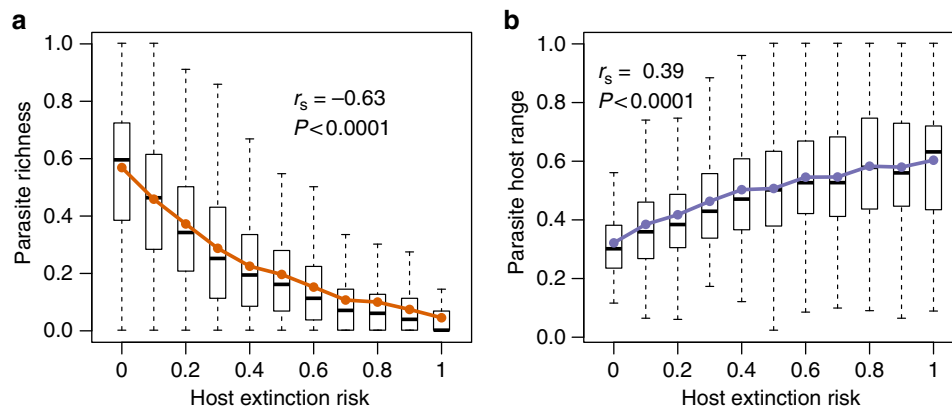 a
Parasite richness
1.0
0.8
0.6
0.4
0.2
0.0
r_s = –0.63
P<0.0001
0 0.2 0.4 0.6 0.8 1
Host extinction risk
b
Parasite host range
1.0
0.8
0.6
0.4
0.2
0.0
r_s = 0.39
P<0.0001
0 0.2 0.4 0.6 0.8 1
Host extinction risk